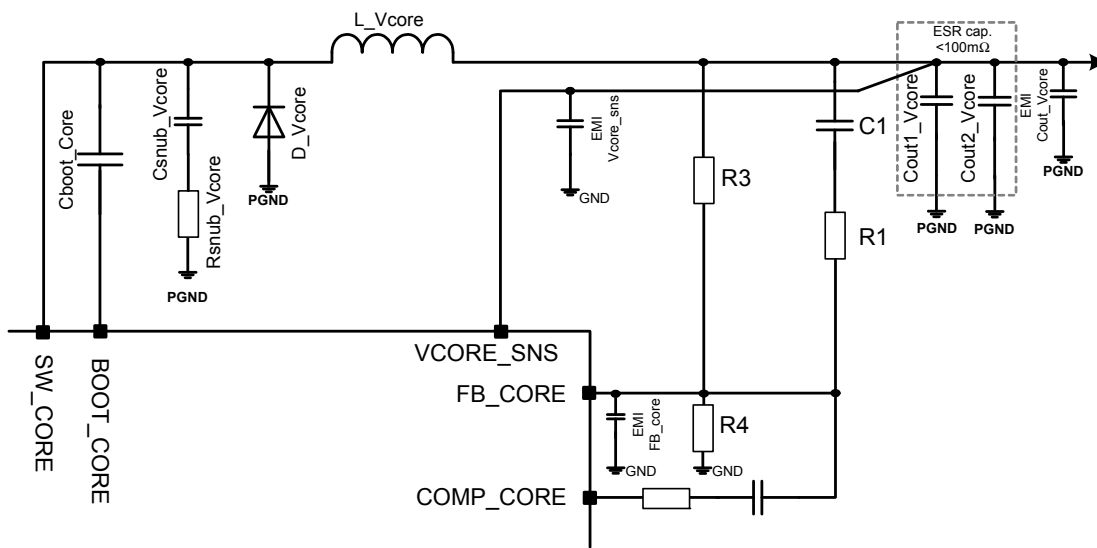 L_Vcore
ESR cap.
<100mΩ
Cboot_Core
Csnub_Vcore
Rsnub_Vcore
PGND
D_Vcore
PGND
EMI
Vcore_sns
GND
R3
C1
R1
Cout1_Vcore
PGND
Cout2_Vcore
PGND
EMI
Cout_Vcore
PGND
SW_CORE
BOOT_CORE
VCORE_SNS
FB_CORE
EMI
FB_core
GND
R4
GND
COMP_CORE